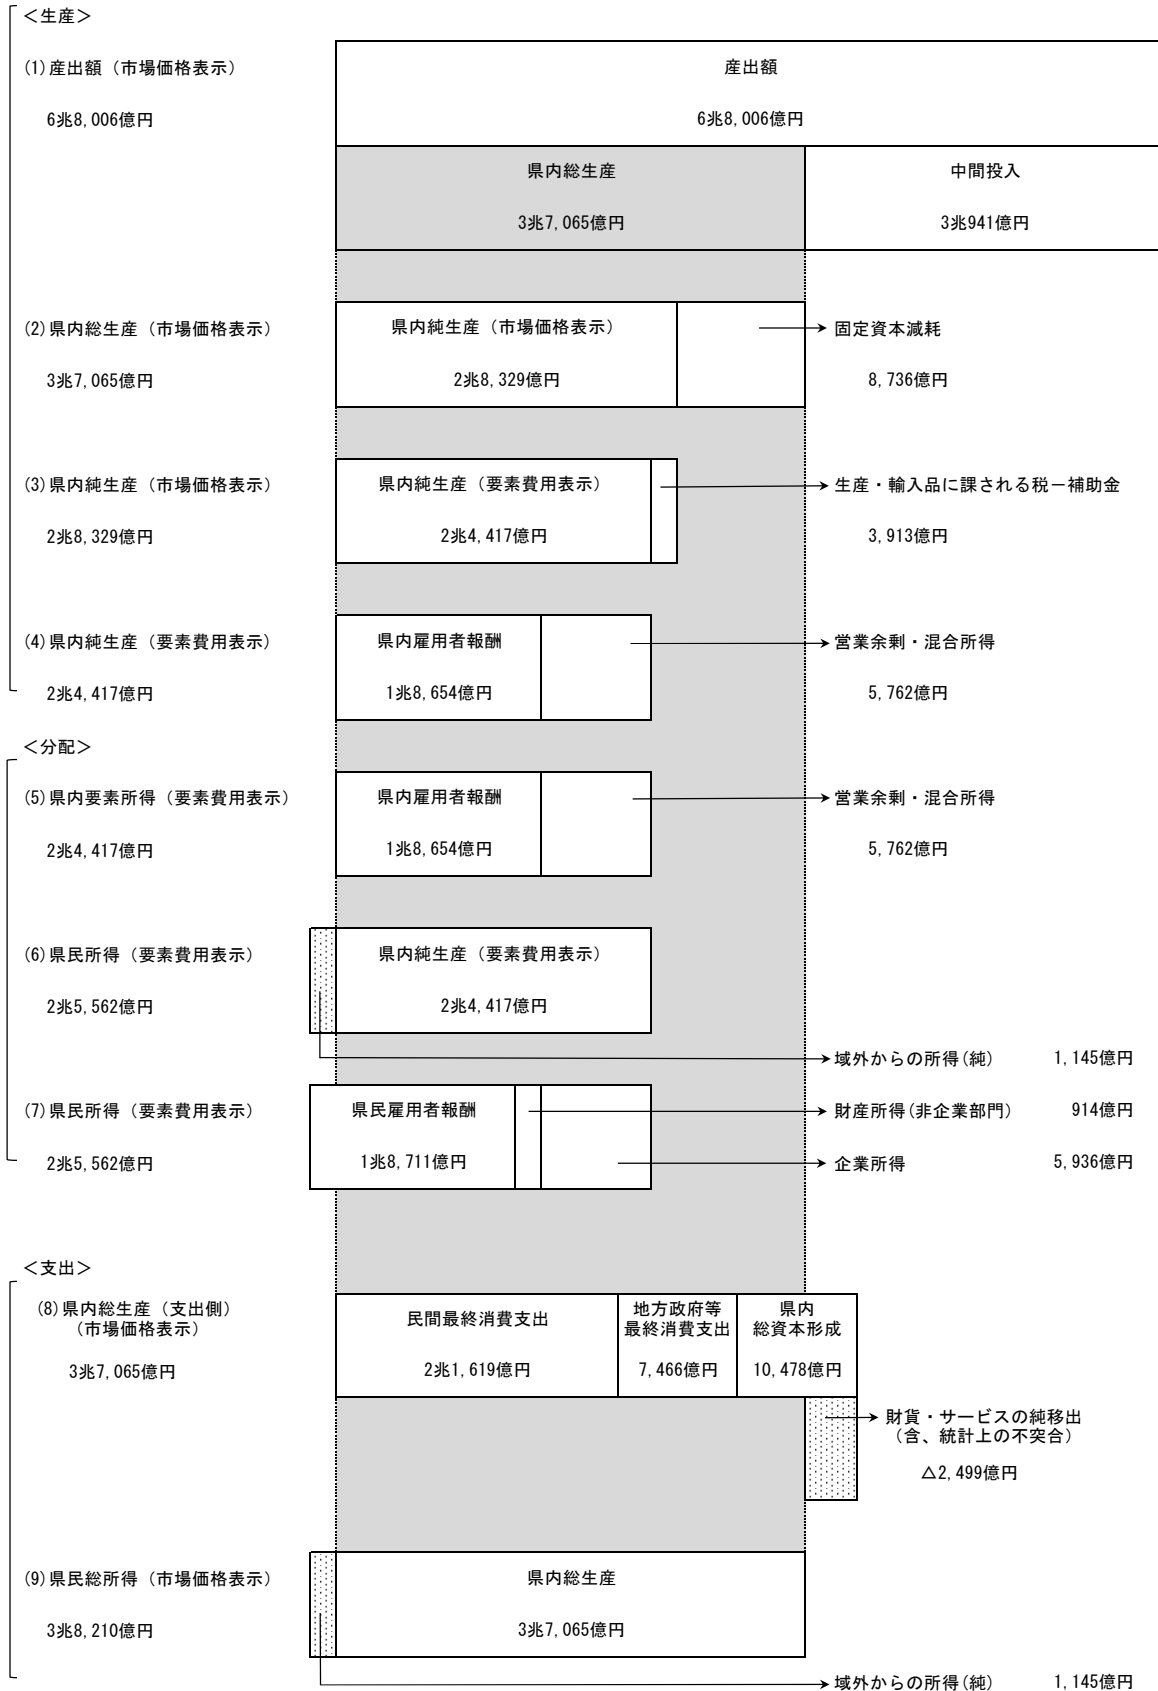 ＜生産＞
(1)産出額（市場価格表示）
6兆8,006億円
産出額
6兆8,006億円
県内総生産
3兆7,065億円
中間投入
3兆941億円
(2)県内総生産（市場価格表示）
3兆7,065億円
県内純生産（市場価格表示）
2兆8,329億円
固定資本減耗
8,736億円
(3)県内純生産（市場価格表示）
2兆8,329億円
県内純生産（要素費用表示）
2兆4,417億円
生産・輸入品に課される税－補助金
3,913億円
(4)県内純生産（要素費用表示）
2兆4,417億円
県内雇用者報酬
1兆8,654億円
営業余剰・混合所得
5,762億円
＜分配＞
(5)県内要素所得（要素費用表示）
2兆4,417億円
県内雇用者報酬
1兆8,654億円
営業余剰・混合所得
5,762億円
(6)県民所得（要素費用表示）
2兆5,562億円
県内純生産（要素費用表示）
2兆4,417億円
域外からの所得(純) 1,145億円
(7)県民所得（要素費用表示）
2兆5,562億円
県民雇用者報酬
1兆8,711億円
財産所得(非企業部門) 914億円
企業所得 5,936億円
＜支出＞
(8)県内総生産（支出側）
（市場価格表示）
3兆7,065億円
民間最終消費支出
2兆1,619億円
地方政府等
最終消費支出
7,466億円
県内
総資本形成
10,478億円
財貨・サービスの純移出
（含、統計上の不突合）
△2,499億円
(9)県民総所得（市場価格表示）
3兆8,210億円
県内総生産
3兆7,065億円
域外からの所得(純) 1,145億円